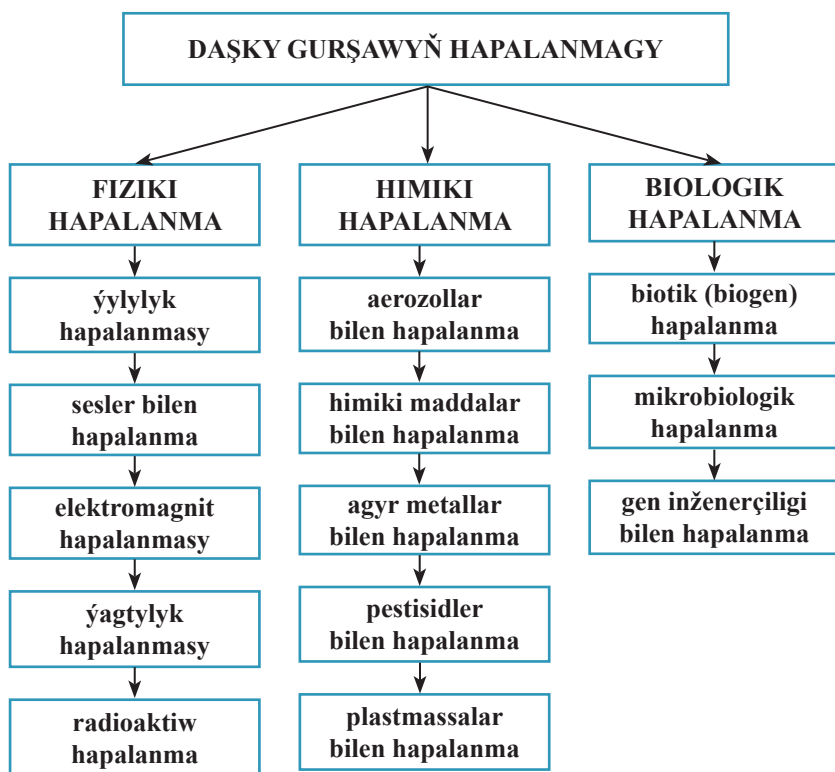 DAŞKY GURŞAWYŇ HAPALANMAGY
FIZIKI
HAPALANMA
ýylylyk
hapalanmasy
sesler bilen
hapalanma
elektromagnit
hapalanmasy
ýagtylyk
hapalanmasy
radioaktiw
hapalanma
HIMIKI
HAPALANMA
aerozollar
bilen hapalanma
himiki maddalar
bilen hapalanma
agyr metallar
bilen hapalanma
pestisidler
bilen hapalanma
plastmassalar
bilen hapalanma
BIOLOGIK
HAPALANMA
biotik (biogen)
hapalanma
mikrobiologik
hapalanma
gen inženerçiligi
bilen hapalanma